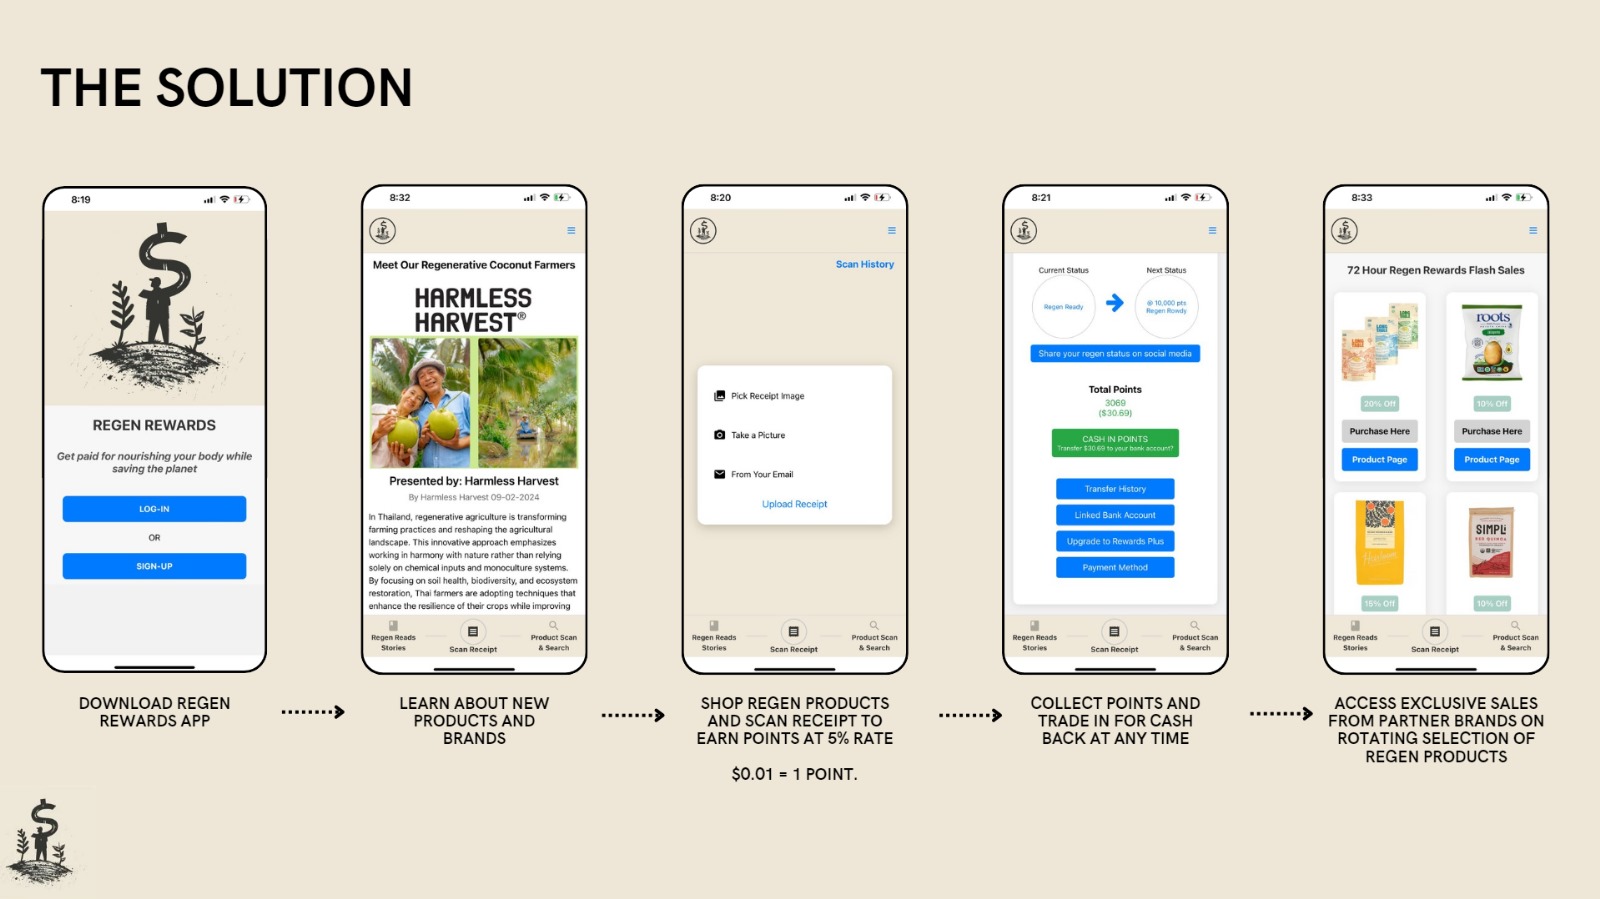 THE SOLUTION
8:19
REGEN REWARDS
Get paid for nourishing your body while
saving the planet
LOG-IN
OR
SIGN-UP
DOWNLOAD REGEN
REWARDS APP
8:32
Meet Our Regenerative Coconut Farmers
HARMLESS
HARVEST®
Presented by: Harmless Harvest
By Harmless Harvest 09-02-2024
In Thailand, regenerative agriculture is transforming
farming practices and reshaping the agricultural
landscape. This innovative approach emphasizes
working in harmony with nature rather than relying
solely on chemical inputs and monoculture systems.
By focusing on soil health, biodiversity, and ecosystem
restoration, Thai farmers are adopting techniques that
enhance the resilience of their crops while improving
Regen Reads
Stories
Scan Receipt
Product Scan
& Search
LEARN ABOUT NEW
PRODUCTS AND
BRANDS
8:20
Scan History
Pick Receipt Image
Take a Picture
From Your Email
Upload Receipt
Regen Reads
Stories
Scan Receipt
Product Scan
& Search
SHOP REGEN PRODUCTS
AND SCAN RECEIPT TO
EARN POINTS AT 5% RATE
$0.01 = 1 POINT.
8:21
Current Status
Next Status
Regen Ready
@ 10,000 pts
Regen Rowdy
Share your regen status on social media
Total Points
3069
($30.69)
CASH IN POINTS
Transfer $30.69 to your bank account?
Transfer History
Linked Bank Account
Upgrade to Rewards Plus
Payment Method
Regen Reads
Stories
Scan Receipt
Product Scan
& Search
COLLECT POINTS AND
TRADE IN FOR CASH
BACK AT ANY TIME
8:33
72 Hour Regen Rewards Flash Sales
roots
20% Off
10% Off
Purchase Here
Purchase Here
Product Page
Product Page
SIMPLi
RED QUINOA
15% Off
10% Off
Regen Reads
Stories
Scan Receipt
Product Scan
& Search
ACCESS EXCLUSIVE SALES
FROM PARTNER BRANDS ON
ROTATING SELECTION OF
REGEN PRODUCTS